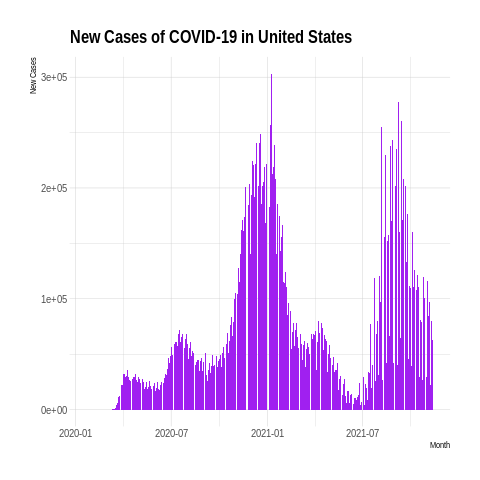 New Cases of COVID-19 in United States
New Cases
3e+05
2e+05
1e+05
0e+00
2020-01 2020-07 2021-01 2021-07
Month